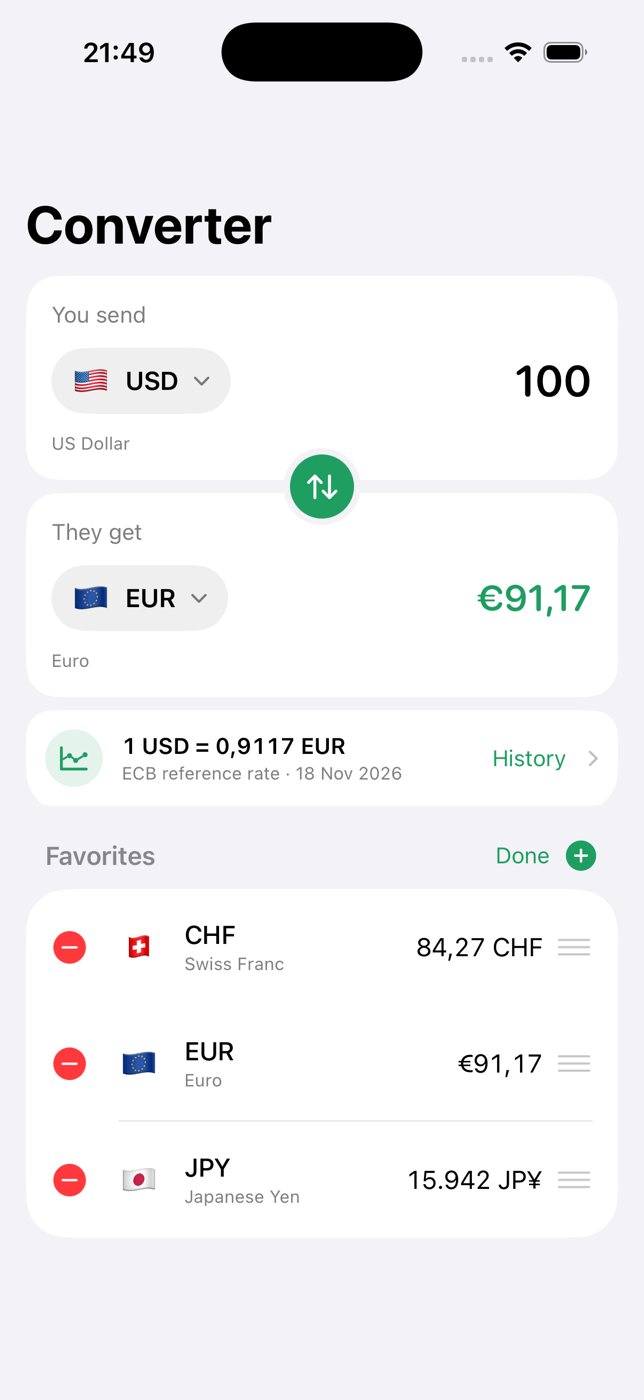 21:49
Converter
You send
USD
100
US Dollar
They get
EUR
€91,17
Euro
1 USD = 0,9117 EUR
ECB reference rate · 18 Nov 2026
History
Favorites
Done
CHF
Swiss Franc
84,27 CHF
EUR
Euro
€91,17
JPY
Japanese Yen
15.942 JP¥